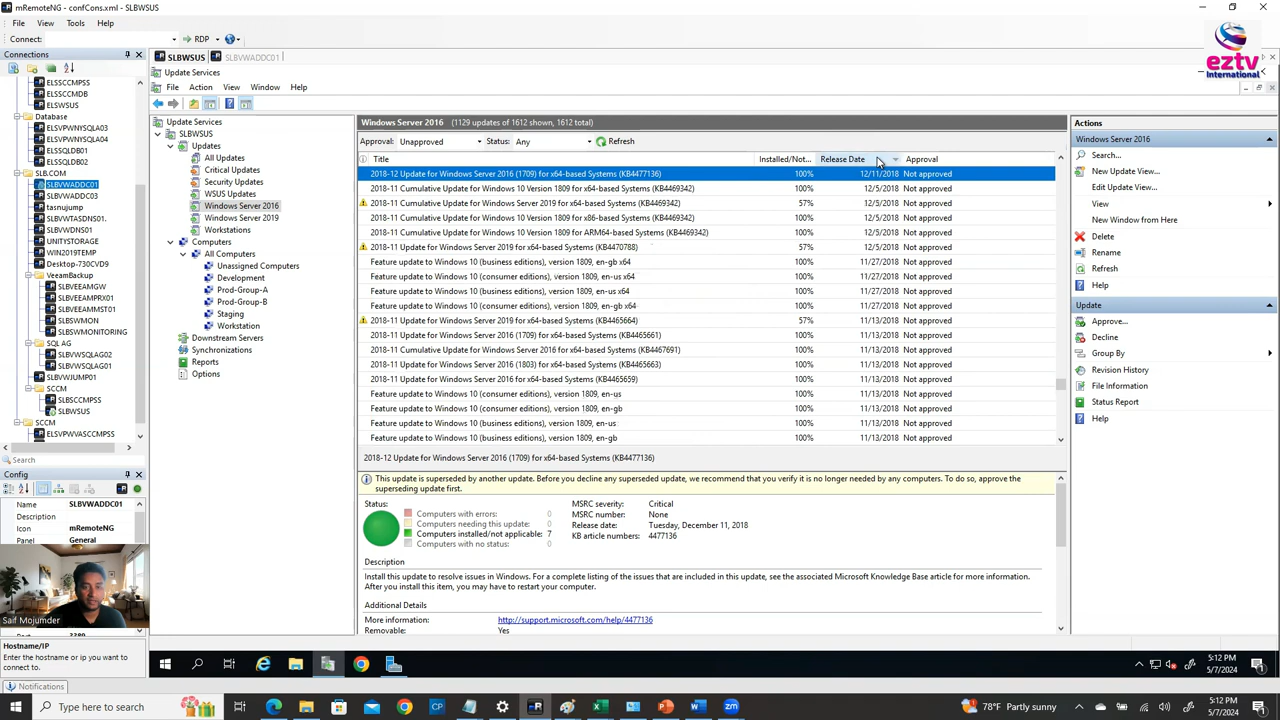 mRemoteNG - confCons.xml - SLBWSUS
File View Tools Help
Connect: RDP
eztv
International
Connections
SLBWSUS SLBVWADDC01
ELSSCCMPSS
ELSSCCMDB
ELSWSUS
Database
ELSVPWNYSQLA03
ELSVPWNYSQLA04
ELSSQLDB01
ELSSQLDB02
SLB.COM
SLBVWADDC01
SLBVWADDC03
tasnujump
SLBVWTASDNS01.
SLBVWDNS01
UNITYSTORAGE
WIN2019TEMP
Desktop-730CVD9
VeeamBackup
SLBVEEAMGW
SLBVEEAMPRX01
SLBVEEAMMST01
SLBVSWMON
SLBVSWMONITORING
SQL AG
SLBVVWSQLAG02
SLBVWSQLAG01
SLBVWJUMP01
SCCM
SLBSCCMPSS
SLBWSUS
SCCM
ELSVPWVASCCMPSS
Search
Config
Name SLBVWADDC01
Description
Icon mRemoteNG
Panel General
Saif Mojumder
Hostname/IP
Enter the hostname or ip you want to connect to.
Notifications
Update Services
File Action View Window Help
Update Services
SLBWSUS
Updates
All Updates
Critical Updates
Security Updates
WSUS Updates
Windows Server 2016
Windows Server 2019
Workstations
Computers
All Computers
Unassigned Computers
Development
Prod-Group-A
Prod-Group-B
Staging
Workstation
Downstream Servers
Synchronizations
Reports
Options
Windows Server 2016 (1129 updates of 1612 shown, 1612 total)
Approval: Unapproved Status: Any Refresh
Title Installed/Not... Release Date Approval
2018-12 Update for Windows Server 2016 (1709) for x64-based Systems (KB4477136) 100% 12/11/2018 Not approved
2018-11 Cumulative Update for Windows 10 Version 1809 for x64-based Systems (KB4469342) 100% 12/5/2018 Not approved
2018-11 Cumulative Update for Windows Server 2019 for x64-based Systems (KB4469342) 57% 12/5/2018 Not approved
2018-11 Cumulative Update for Windows 10 Version 1809 for x86-based Systems (KB4469342) 100% 12/5/2018 Not approved
2018-11 Cumulative Update for Windows 10 Version 1809 for ARM64-based Systems (KB4469342) 100% 12/5/2018 Not approved
2018-11 Update for Windows Server 2019 for x64-based Systems (KB4470788) 57% 12/5/2018 Not approved
Feature update to Windows 10 (business editions), version 1809, en-gb x64 100% 11/27/2018 Not approved
Feature update to Windows 10 (consumer editions), version 1809, en-us x64 100% 11/27/2018 Not approved
Feature update to Windows 10 (business editions), version 1809, en-us x64 100% 11/27/2018 Not approved
Feature update to Windows 10 (consumer editions), version 1809, en-gb x64 100% 11/27/2018 Not approved
2018-11 Update for Windows Server 2019 for x64-based Systems (KB4465664) 57% 11/13/2018 Not approved
2018-11 Update for Windows Server 2016 (1709) for x64-based Systems (KB4465661) 100% 11/13/2018 Not approved
2018-11 Cumulative Update for Windows Server 2016 for x64-based Systems (KB4467691) 100% 11/13/2018 Not approved
2018-11 Update for Windows Server 2016 (1803) for x64-based Systems (KB4465663) 100% 11/13/2018 Not approved
2018-11 Update for Windows Server 2016 for x64-based Systems (KB4465659) 100% 11/13/2018 Not approved
Feature update to Windows 10 (consumer editions), version 1809, en-us 100% 11/13/2018 Not approved
Feature update to Windows 10 (consumer editions), version 1809, en-gb 100% 11/13/2018 Not approved
Feature update to Windows 10 (business editions), version 1809, en-us 100% 11/13/2018 Not approved
Feature update to Windows 10 (business editions), version 1809, en-gb 100% 11/13/2018 Not approved
2018-12 Update for Windows Server 2016 (1709) for x64-based Systems (KB4477136)
This update is superseded by another update. Before you decline any superseded update, we recommend that you verify it is no longer needed by any computers. To do so, approve the
superseding update first.
Status:
Computers with errors: 0
Computers needing this update: 0
Computers installed/not applicable: 7
Computers with no status: 0
MSRC severity: Critical
MSRC number: None
Release date: Tuesday, December 11, 2018
KB article numbers: 4477136
Description
Install this update to resolve issues in Windows. For a complete listing of the issues that are included in this update, see the associated Microsoft Knowledge Base article for more information.
After you install this item, you may have to restart your computer.
Additional Details
More information: http://support.microsoft.com/help/4477136
Removable: Yes
Actions
Windows Server 2016
Search...
New Update View...
Edit Update View...
View
New Window from Here
Delete
Rename
Refresh
Help
Update
Approve...
Decline
Group By
Revision History
File Information
Status Report
Help
5:12 PM
5/7/2024
Type here to search
78°F Partly sunny
5:12 PM
5/7/2024